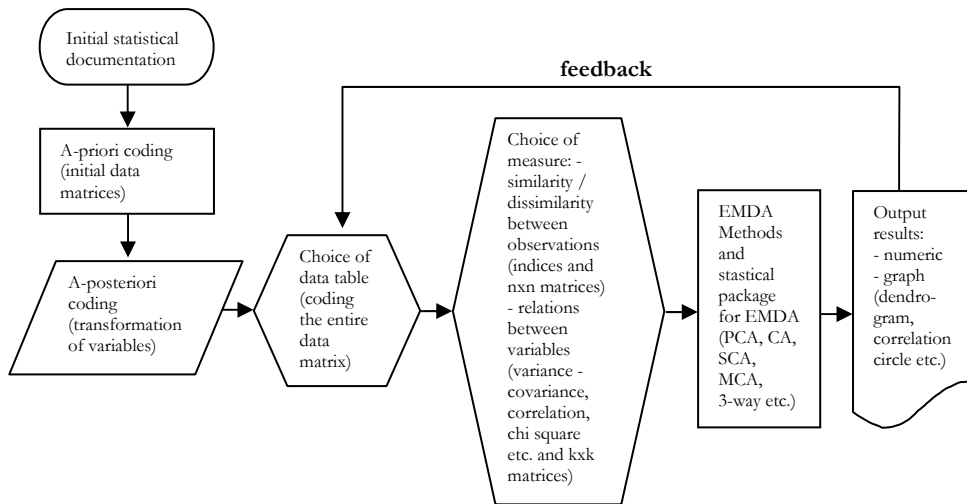 Initial statistical
documentation
feedback
A-priori coding
(initial data
matrices)
A-posteriori
coding
(transformation
of variables)
Choice of
data table
(coding
the entire
data
matrix)
Choice of
measure: -
similarity /
dissimilarity
between
observations
(indices and
nxn matrices)
- relations
between
variables
(variance -
covariance,
correlation,
chi square
etc. and kxk
matrices)
EMDA
Methods
and
stastical
package
for EMDA
(PCA, CA,
SCA,
MCA,
3-way etc.)
Output
results:
- numeric
- graph
(dendro-
gram,
correlation
circle etc.)